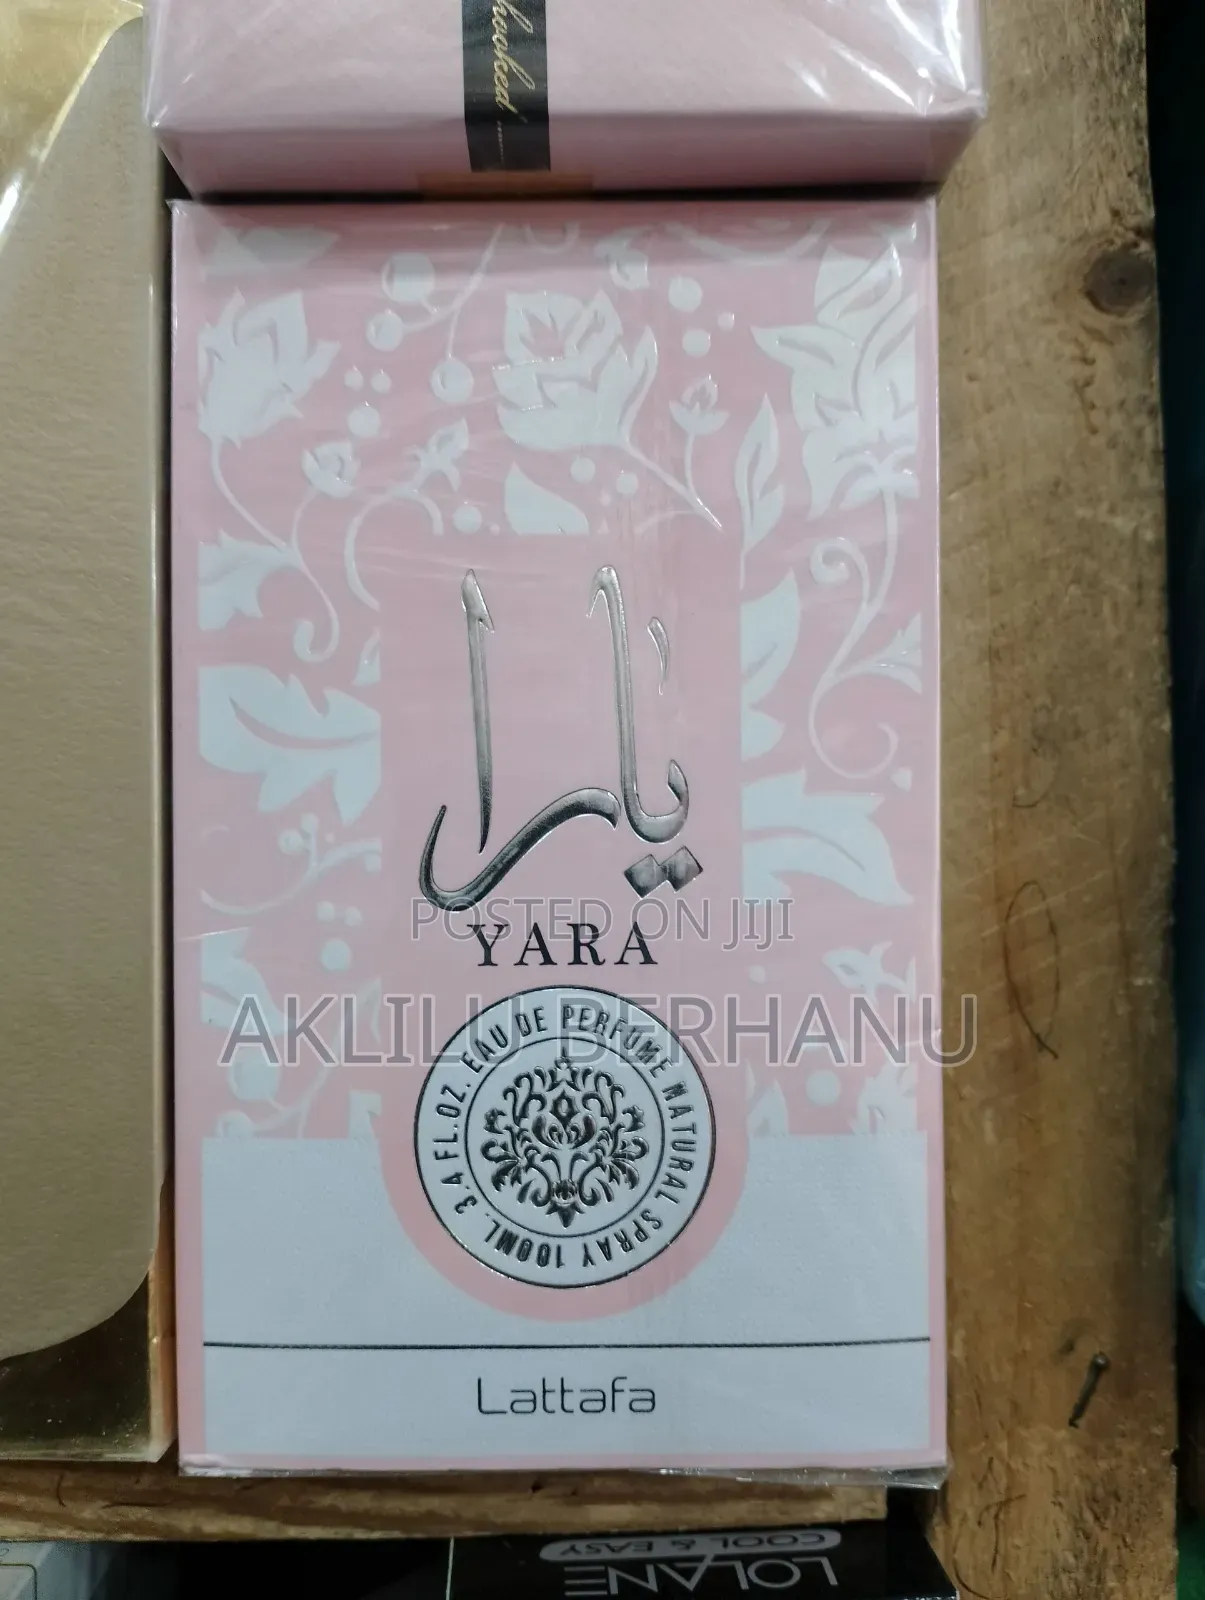 hooked
يارا
POSTED ON JIJI
YARA
AKLILU BERHANU
3.4 FL.OZ. EAU DE PERFUME NATURAL SPRAY 100ML.
Lattafa
COOL & EASY
LOLANE